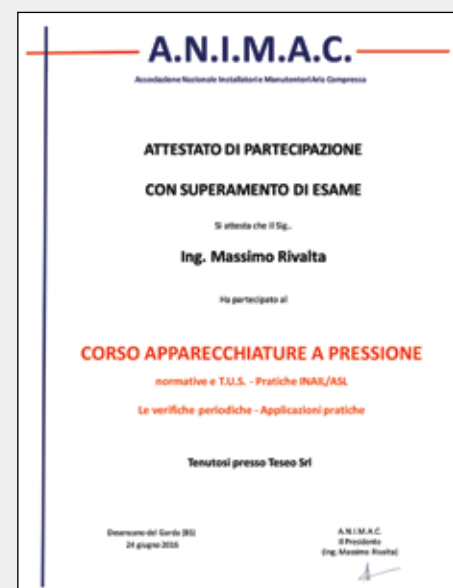 A.N.I.M.A.C.
Associazione Nazionale Installatori e Manutentori Aria Compressa
ATTESTATO DI PARTECIPAZIONE
CON SUPERAMENTO DI ESAME
Si attesta che il Sig..
Ing. Massimo Rivalta
Ha partecipato al
CORSO APPARECCHIATURE A PRESSIONE
normative e T.U.S. - Pratiche INAIL/ASL
Le verifiche periodiche - Applicazioni pratiche
Tenutosi presso Teseo Srl
Desenzano del Garda (BS)
24 giugno 2016
A.N.I.M.A.C.
Il Presidente
(Ing. Massimo Rivalta)